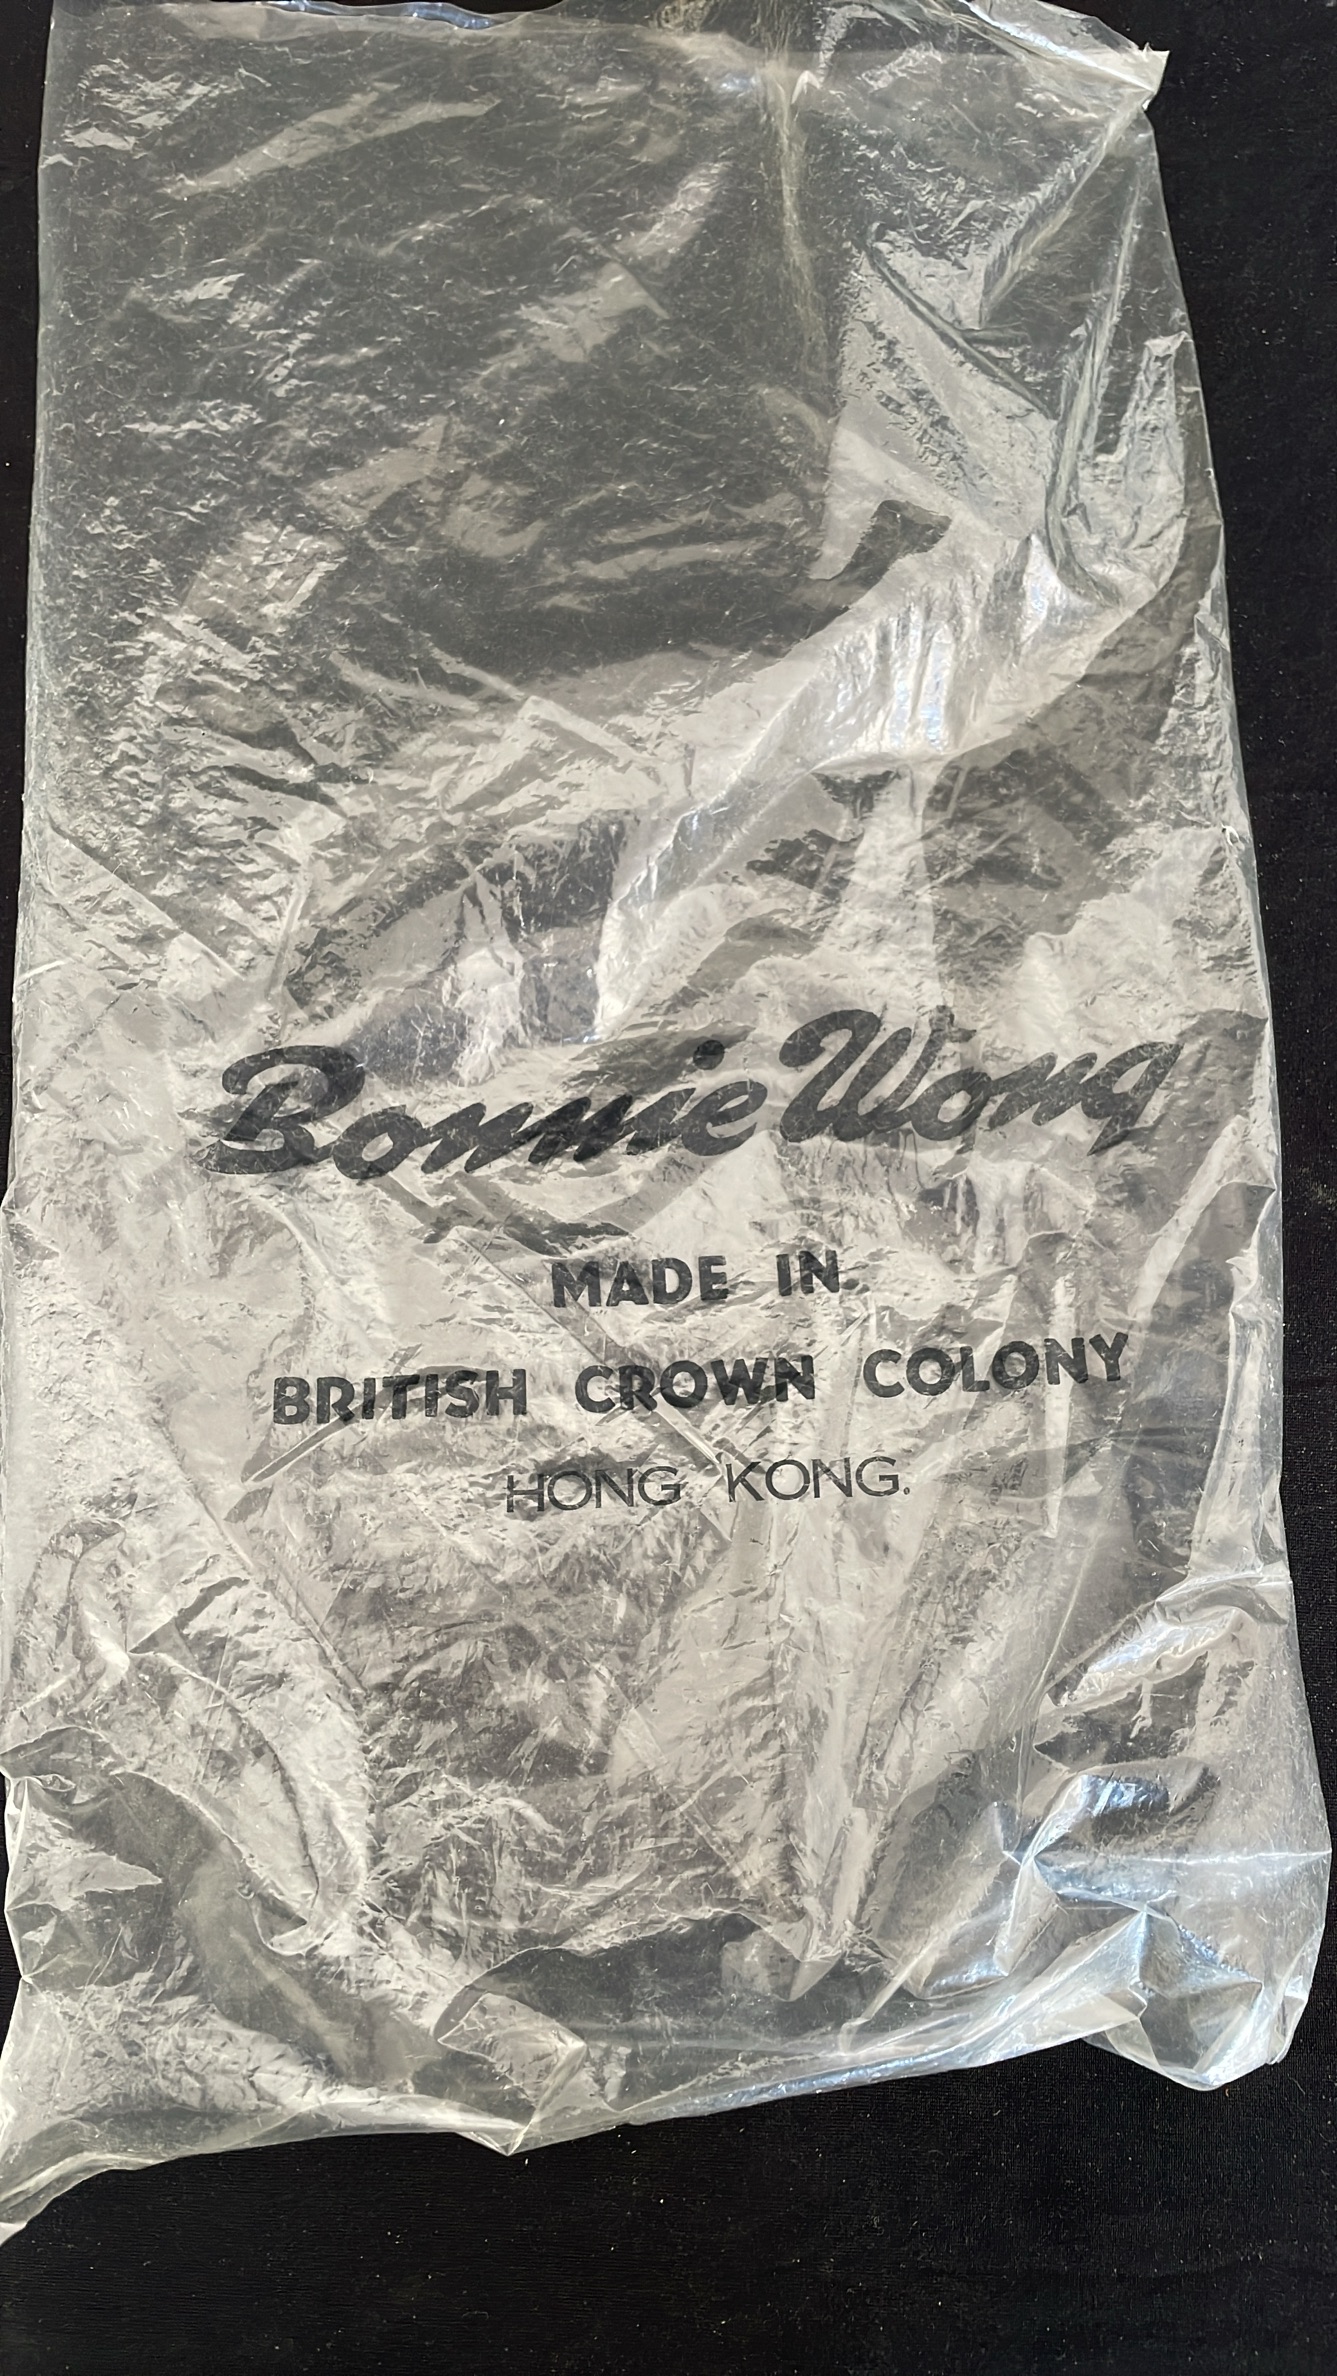 Bonnie Wong
MADE IN
BRITISH CROWN COLONY
HONG KONG.